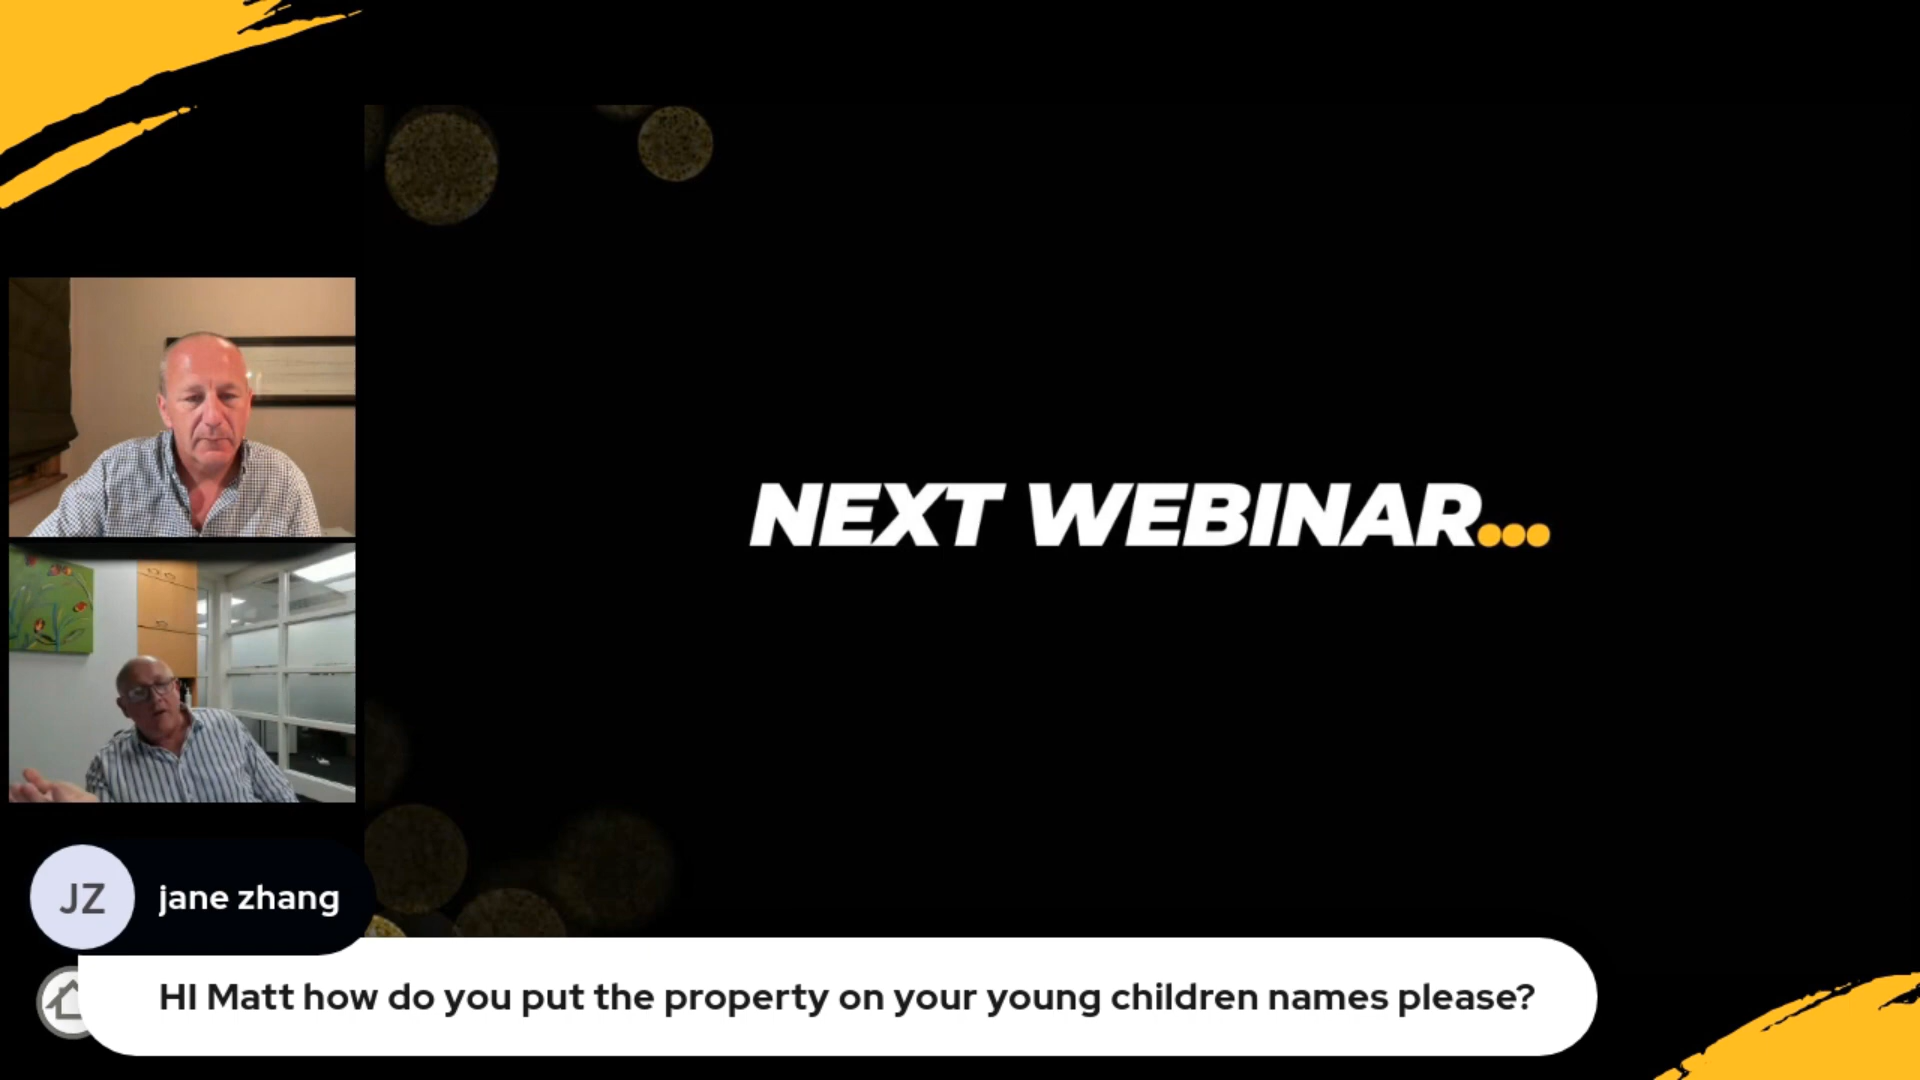 NEXT WEBINAR...
JZ
jane zhang
HI Matt how do you put the property on your young children names please?